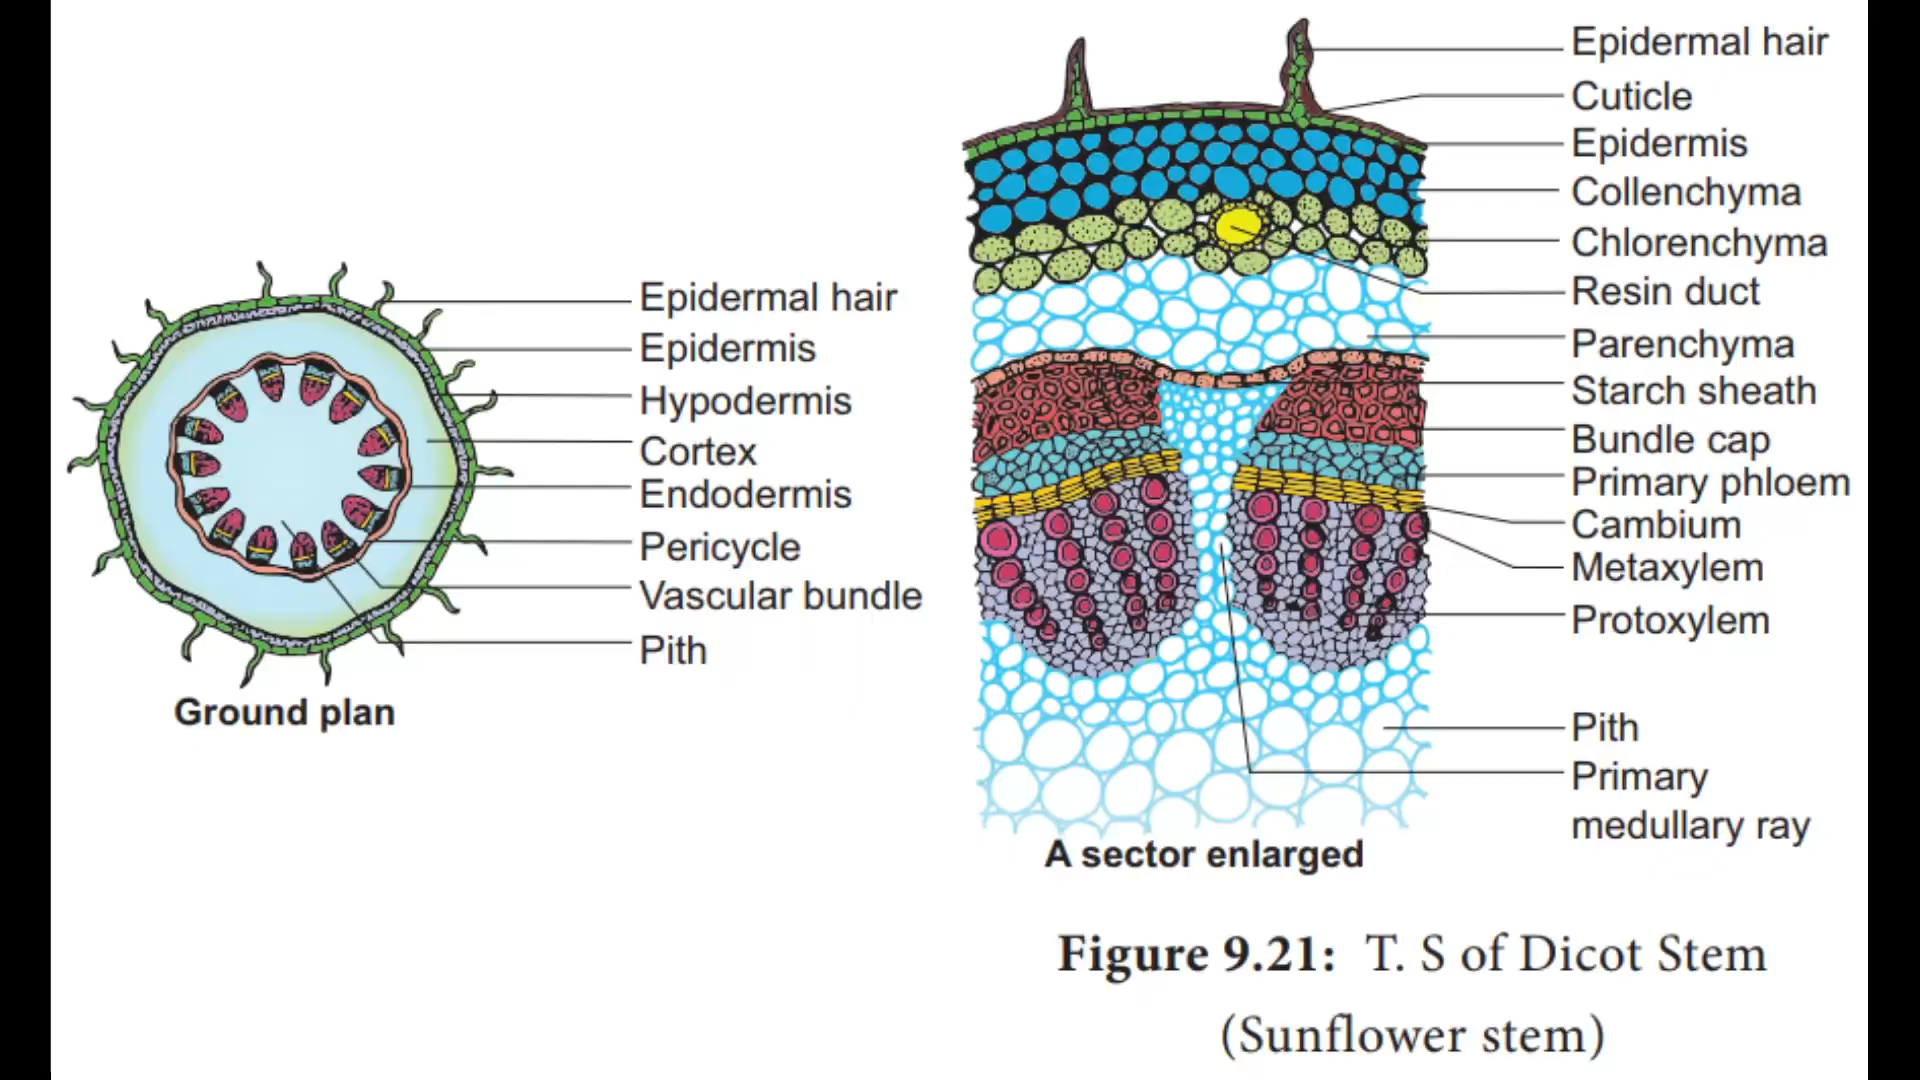 Epidermal hair
Epidermis
Hypodermis
Cortex
Endodermis
Pericycle
Vascular bundle
Pith
Ground plan
Epidermal hair
Cuticle
Epidermis
Collenchyma
Chlorenchyma
Resin duct
Parenchyma
Starch sheath
Bundle cap
Primary phloem
Cambium
Metaxylem
Protoxylem
Pith
Primary
medullary ray
A sector enlarged
Figure 9.21: T. S of Dicot Stem
(Sunflower stem)